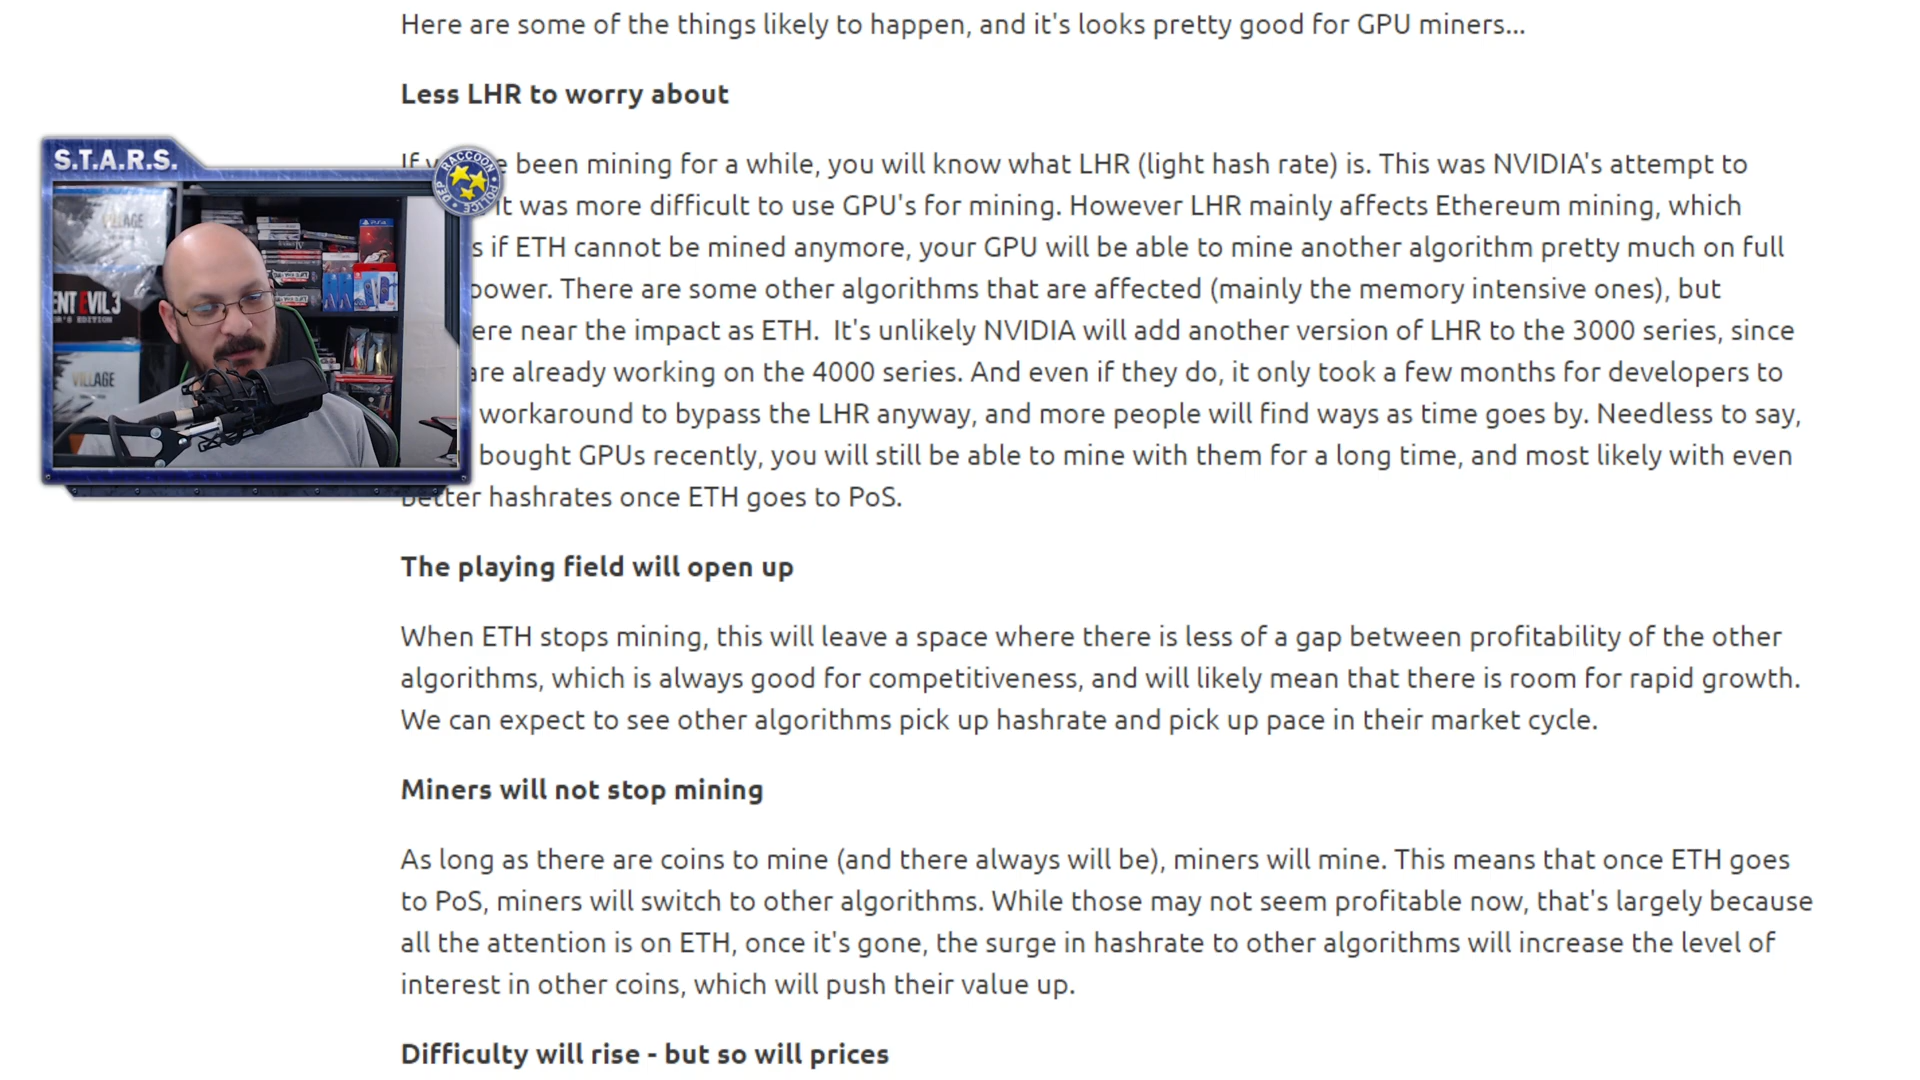 Here are some of the things likely to happen, and it's looks pretty good for GPU miners...
Less LHR to worry about
S.T.A.R.S.
RACCOON POLICE DEP
VILLAGE
ENT EVIL 3
VILLAGE
If been mining for a while, you will know what LHR (light hash rate) is. This was NVIDIA's attempt to
it was more difficult to use GPU's for mining. However LHR mainly affects Ethereum mining, which
s if ETH cannot be mined anymore, your GPU will be able to mine another algorithm pretty much on full
power. There are some other algorithms that are affected (mainly the memory intensive ones), but
ere near the impact as ETH. It's unlikely NVIDIA will add another version of LHR to the 3000 series, since
are already working on the 4000 series. And even if they do, it only took a few months for developers to
workaround to bypass the LHR anyway, and more people will find ways as time goes by. Needless to say,
bought GPUs recently, you will still be able to mine with them for a long time, and most likely with even
better hashrates once ETH goes to PoS.
The playing field will open up
When ETH stops mining, this will leave a space where there is less of a gap between profitability of the other
algorithms, which is always good for competitiveness, and will likely mean that there is room for rapid growth.
We can expect to see other algorithms pick up hashrate and pick up pace in their market cycle.
Miners will not stop mining
As long as there are coins to mine (and there always will be), miners will mine. This means that once ETH goes
to PoS, miners will switch to other algorithms. While those may not seem profitable now, that's largely because
all the attention is on ETH, once it's gone, the surge in hashrate to other algorithms will increase the level of
interest in other coins, which will push their value up.
Difficulty will rise - but so will prices